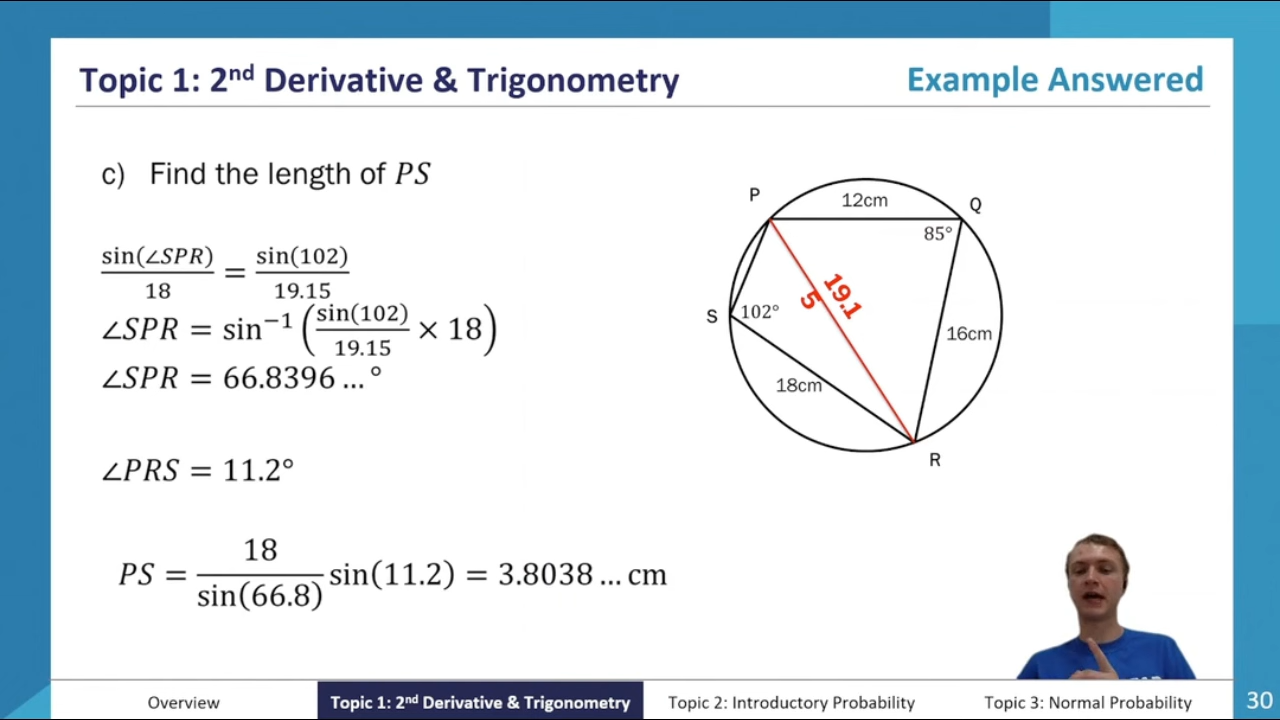 Topic 1: 2nd Derivative & Trigonometry
Example Answered
c) Find the length of PS
sin(∠SPR)/18 = sin(102)/19.15
∠SPR = sin⁻¹(sin(102)/19.15 × 18)
∠SPR = 66.8396 … °
∠PRS = 11.2°
PS = 18/sin(66.8) sin(11.2) = 3.8038 … cm
P
12cm
Q
85°
19.1
5
S
102°
16cm
18cm
R
Overview
Topic 1: 2nd Derivative & Trigonometry
Topic 2: Introductory Probability
Topic 3: Normal Probability
30